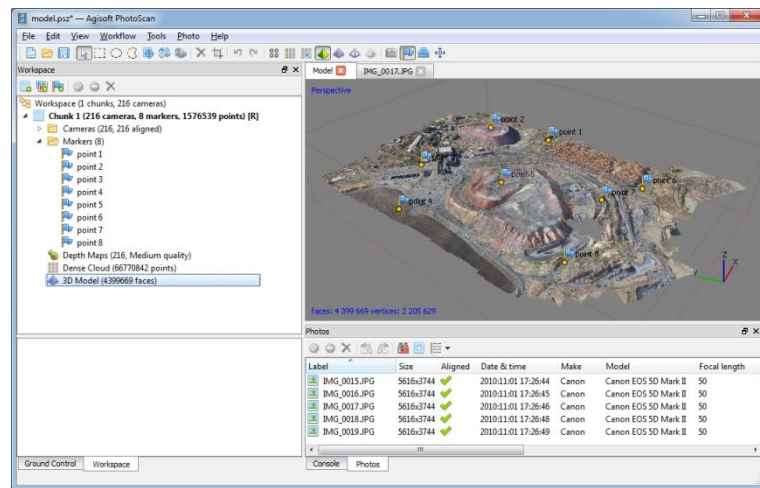 model.psz* — Agisoft PhotoScan
File Edit View Workflow Tools Photo Help
Workspace
Workspace (1 chunks, 216 cameras)
Chunk 1 (216 cameras, 8 markers, 1576539 points) [R]
Cameras (216, 216 aligned)
Markers (8)
point 1
point 2
point 3
point 4
point 5
point 6
point 7
point 8
Depth Maps (216, Medium quality)
Dense Cloud (66770842 points)
3D Model (4399669 faces)
Ground Control Workspace
Model IMG_0017.JPG
Perspective
point 2
point 1
point 6
point 7
point 4
point 8
Z
X
Y
Faces: 4 399 669 vertices: 2 205 629
Photos
Label Size Aligned Date & time Make Model Focal length
IMG_0015.JPG 5616x3744 2010:11:01 17:26:44 Canon Canon EOS 5D Mark II 50
IMG_0016.JPG 5616x3744 2010:11:01 17:26:45 Canon Canon EOS 5D Mark II 50
IMG_0017.JPG 5616x3744 2010:11:01 17:26:46 Canon Canon EOS 5D Mark II 50
IMG_0018.JPG 5616x3744 2010:11:01 17:26:48 Canon Canon EOS 5D Mark II 50
IMG_0019.JPG 5616x3744 2010:11:01 17:26:49 Canon Canon EOS 5D Mark II 50
Console Photos